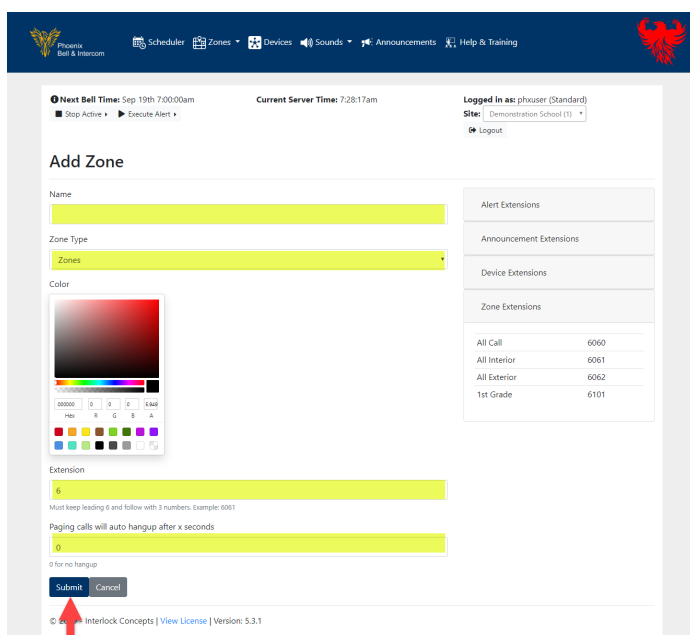 Phoenix
Bell & Intercom
Scheduler Zones Devices Sounds Announcements Help & Training
Next Bell Time: Sep 19th 7:00:00am
Current Server Time: 7:28:17am
Logged in as: phxuser (Standard)
Stop Active Execute Alert
Site: Demonstration School (1)
Logout
Add Zone
Name
Zone Type
Zones
Color
000000 0 0 0
Hex R G B A
Extension
6
Must keep leading 6 and follow with 3 numbers. Example: 6061
Paging calls will auto hangup after x seconds
0
0 for no hangup
Submit Cancel
Alert Extensions
Announcement Extensions
Device Extensions
Zone Extensions
All Call 6060
All Interior 6061
All Exterior 6062
1st Grade 6101
© Interlock Concepts | View License | Version: 5.3.1